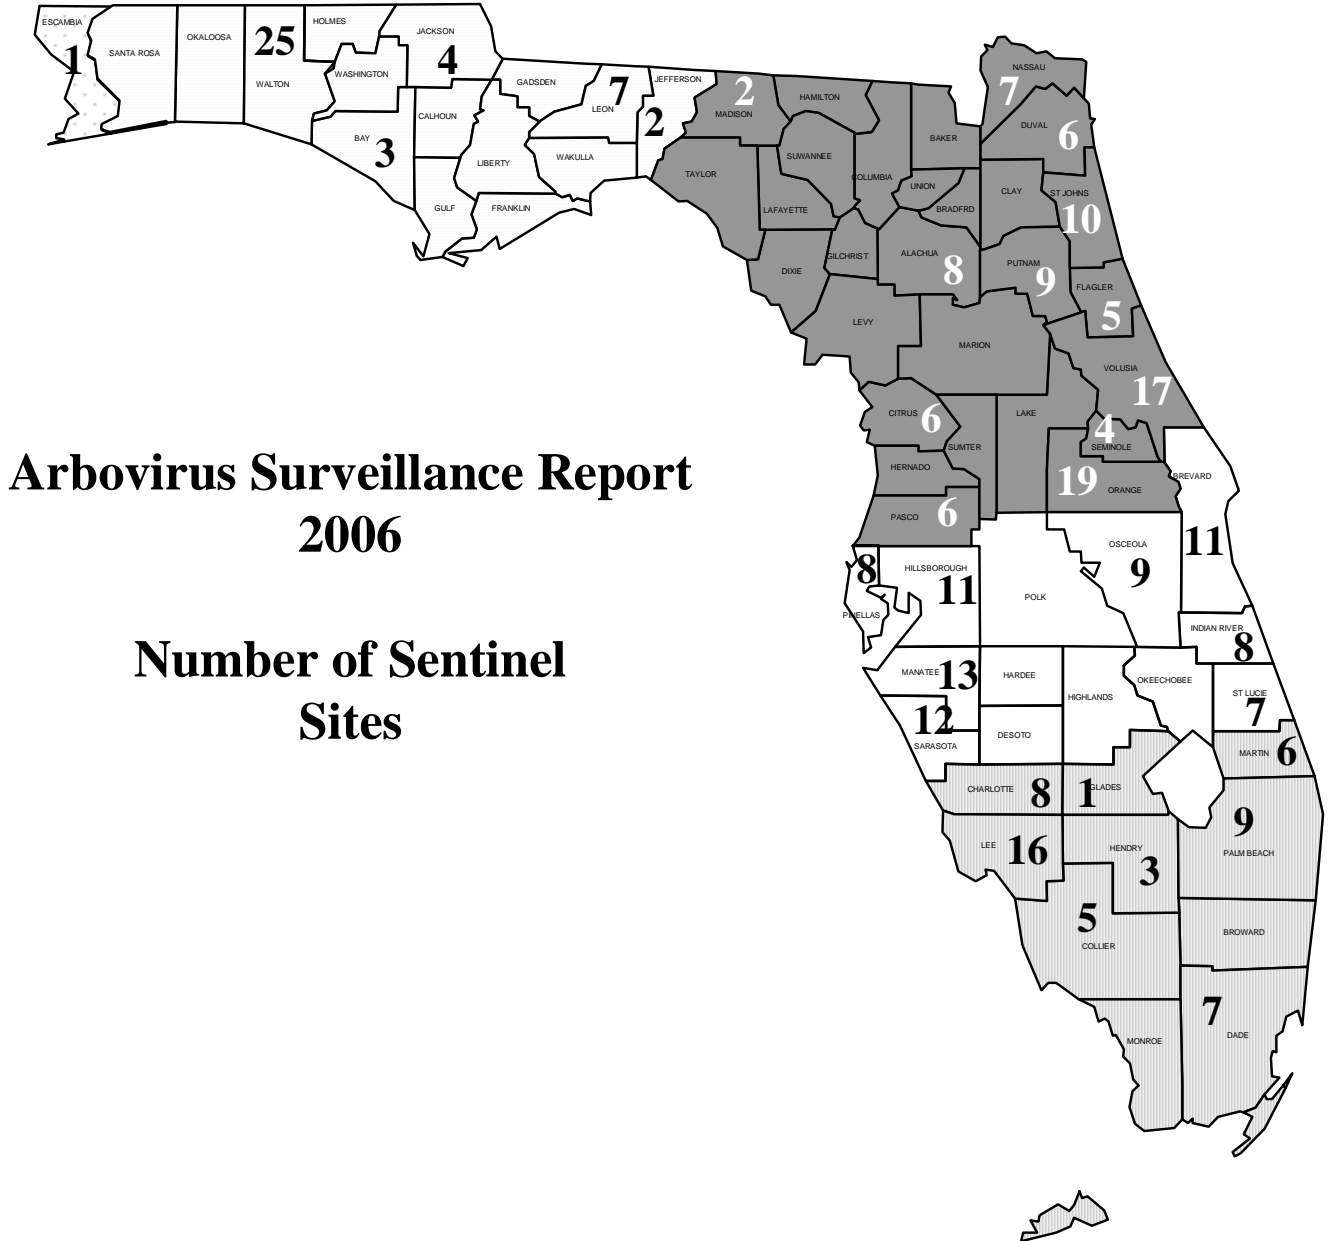 ESCAMBIA
1
SANTA ROSA
OKALOOSA
25
WALTON
HOLMES
WASHINGTON
JACKSON
4
BAY
3
CALHOUN
GULF
LIBERTY
GADSDEN
FRANKLIN
7
LEON
WAKULLA
JEFFERSON
2
2
MADISON
TAYLOR
HAMILTON
SUWANNEE
LAFAYETTE
DIXIE
COLUMBIA
GILCHRIST
BAKER
UNION
BRADFRD
NASSAU
7
DUVAL
6
CLAY
ST JOHNS
10
ALACHUA
8
PUTNAM
9
FLAGLER
5
LEVY
MARION
VOLUSIA
17
CITRUS
6
SUMTER
LAKE
4
SEMINOLE
HERNADO
19
ORANGE
BREVARD
11
PASCO
6
Arbovirus Surveillance Report
2006
Number of Sentinel
Sites
8
PINELLAS
HILLSBOROUGH
11
POLK
OSCEOLA
9
INDIAN RIVER
8
MANATEE
13
HARDEE
HIGHLANDS
OKEECHOBEE
ST LUCIE
7
12
SARASOTA
DESOTO
MARTIN
6
CHARLOTTE
8
1
GLADES
9
PALM BEACH
LEE
16
HENDRY
3
5
COLLIER
BROWARD
7
DADE
MONROE